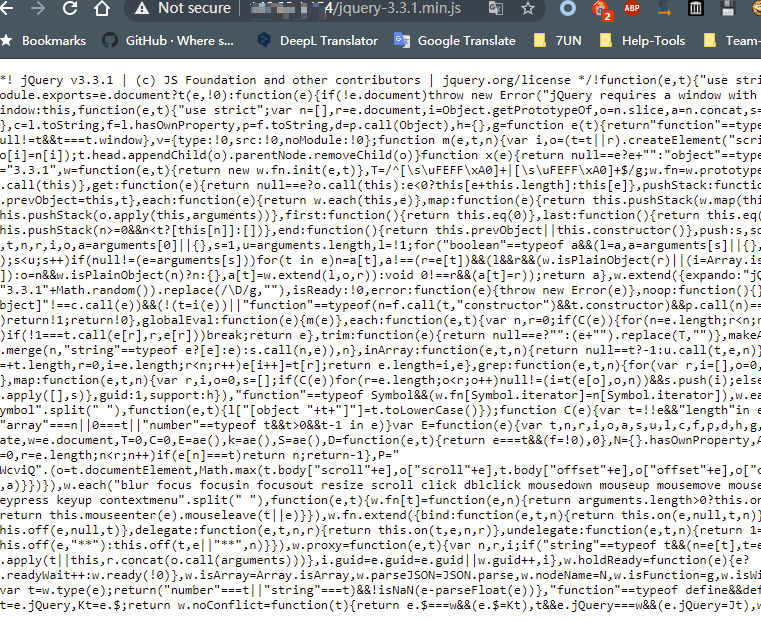 Not secure
4/jquery-3.3.1.min.js
2
ABP
Bookmarks
GitHub · Where s...
DeepL Translator
Google Translate
7UN
Help-Tools
Team-
*! jQuery v3.3.1 | (c) JS Foundation and other contributors | jquery.org/license */!function(e,t){"use stri
odule.exports=e.document?t(e,!0):function(e){if(!e.document)throw new Error("jQuery requires a window with
indow:this,function(e,t){"use strict";var n=[],r=e.document,i=Object.getPrototypeOf,o=n.slice,a=n.concat,s=
},c=l.toString,f=l.hasOwnProperty,p=f.toString,d=p.call(Object),h={},g=function e(t){return"function"==type
ull!=t&&t===t.window},v={type:!0,src:!0,noModule:!0};function m(e,t,n){var i,o=(t=t||r).createElement("scri
o[i]=n[i]);t.head.appendChild(o).parentNode.removeChild(o)}function x(e){return null==e?e+"":"object"==type
="3.3.1",w=function(e,t){return new w.fn.init(e,t)},T=/^[\s\uFEFF\xA0]+|[\s\uFEFF\xA0]+$/g;w.fn=w.prototype
.call(this)},get:function(e){return null==e?o.call(this):e<0?this[e+this.length]:this[e]},pushStack:functio
.prevObject=this,t},each:function(e){return w.each(this,e)},map:function(e){return this.pushStack(w.map(thi
his.pushStack(o.apply(this,arguments))},first:function(){return this.eq(0)},last:function(){return this.eq(
his.pushStack(n>=0&&n<t?[this[n]]:[])},end:function(){return this.prevObject||this.constructor()},push:s,so
,t,n,r,i,o,a=arguments[0]||{},s=1,u=arguments.length,l=!1;for("boolean"==typeof a&&(l=a,a=arguments[s]||{},
);s<u;s++)if(null!=(e=arguments[s]))for(t in e)n=a[t],a!==(r=e[t])&&(l&&r&&(w.isPlainObject(r)||(i=Array.is
]):o=n&&w.isPlainObject(n)?n:{},a[t]=w.extend(l,o,r)):void 0!==r&&(a[t]=r));return a},w.extend({expando:"jQ
"3.3.1"+Math.random()).replace(/\D/g,""),isReady:!0,error:function(e){throw new Error(e)},noop:function(){}
bject]"!==c.call(e))&&(!(t=i(e))||"function"==typeof(n=f.call(t,"constructor")&&t.constructor)&&p.call(n)==
)return!1;return!0},globalEval:function(e){m(e)},each:function(e,t){var n,r=0;if(C(e)){for(n=e.length;r<n;r
)if(!1===t.call(e[r],r,e[r]))break;return e},trim:function(e){return null==e?"":(e+"").replace(T,"")},makeA
.merge(n,"string"==typeof e?[e]:e):s.call(n,e)),n},inArray:function(e,t,n){return null==t?-1:u.call(t,e,n)}
=+t.length,r=0,i=e.length;r<n;r++)e[i++]=t[r];return e.length=i,e},grep:function(e,t,n){for(var r,i=[],o=0,
},map:function(e,t,n){var r,i,o=0,s=[];if(C(e))for(r=e.length;o<r;o++)null!=(i=t(e[o],o,n))&&s.push(i);else
.apply([],s)},guid:1,support:h}),"function"==typeof Symbol&&(w.fn[Symbol.iterator]=n[Symbol.iterator]),w.ea
ymbol".split(" "),function(e,t){l["[object "+t+"]"]=t.toLowerCase()});function C(e){var t=!!e&&"length"in e
"array"===n||0===t||"number"==typeof t&&t>0&&t-1 in e)}var E=function(e){var t,n,r,i,o,a,s,u,l,c,f,p,d,h,g,
ate,w=e.document,T=0,C=0,E=ae(),k=ae(),S=ae(),D=function(e,t){return e===t&&(f=!0),0},N={}.hasOwnProperty,A
=0,r=e.length;n<r;n++)if(e[n]===t)return n;return-1},P="
WcviQ".(o=t.documentElement,Math.max(t.body["scroll"+e],o["scroll"+e],t.body["offset"+e],o["offset"+e],o["c
,a)}})}),w.each("blur focus focusin focusout resize scroll click dblclick mousedown mouseup mousemove mouse
eypress keyup contextmenu".split(" "),function(e,t){w.fn[t]=function(e,n){return arguments.length>0?this.on
return this.mouseenter(e).mouseleave(t||e)}}),w.fn.extend({bind:function(e,t,n){return this.on(e,null,t,n)}
his.off(e,null,t)},delegate:function(e,t,n,r){return this.on(t,e,n,r)},undelegate:function(e,t,n){return 1=
his.off(e,"**"):this.off(t,e||"**",n)}}),w.proxy=function(e,t){var n,r,i;if("string"==typeof t&&(n=e[t],t=e
.apply(t||this,r.concat(o.call(arguments)))},i.guid=e.guid=e.guid||w.guid++,i},w.holdReady=function(e){e?
.readyWait++:w.ready(!0)},w.isArray=Array.isArray,w.parseJSON=JSON.parse,w.nodeName=N,w.isFunction=g,w.isWi
var t=w.type(e);return("number"===t||"string"===t)&&!isNaN(e-parseFloat(e))},"function"==typeof define&&def
t=e.jQuery,Kt=e.$;return w.noConflict=function(t){return e.$===w&&(e.$=Kt),t&&e.jQuery===w&&(e.jQuery=Jt),w